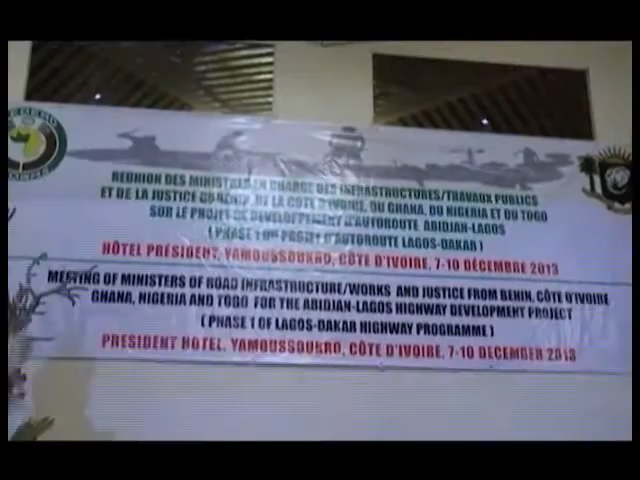 REUNION DES MINISTRES EN CHARGE DES INFRASTRUCTURES/TRAVAUX PUBLICS
ET DE LA JUSTICE DU BENIN, DE LA COTE D'IVOIRE, DU GHANA, DU NIGERIA ET DU TOGO
SUR LE PROJET DE DEVELOPPEMENT D'AUTOROUTE ABIDJAN-LAGOS
( PHASE 1 DU PROJET D'AUTOROUTE LAGOS-DAKAR )
HÔTEL PRÉSIDENT, YAMOUSSOUKRO, CÔTE D'IVOIRE, 7-10 DÉCEMBRE 2013
MEETING OF MINISTERS OF ROAD INFRASTRUCTURE/WORKS AND JUSTICE FROM BENIN, CÔTE D'IVOIRE
GHANA, NIGERIA AND TOGO FOR THE ABIDJAN-LAGOS HIGHWAY DEVELOPMENT PROJECT
( PHASE 1 OF LAGOS-DAKAR HIGHWAY PROGRAMME )
PRESIDENT HOTEL, YAMOUSSOUKRO, CÔTE D'IVOIRE, 7-10 DECEMBER 2013